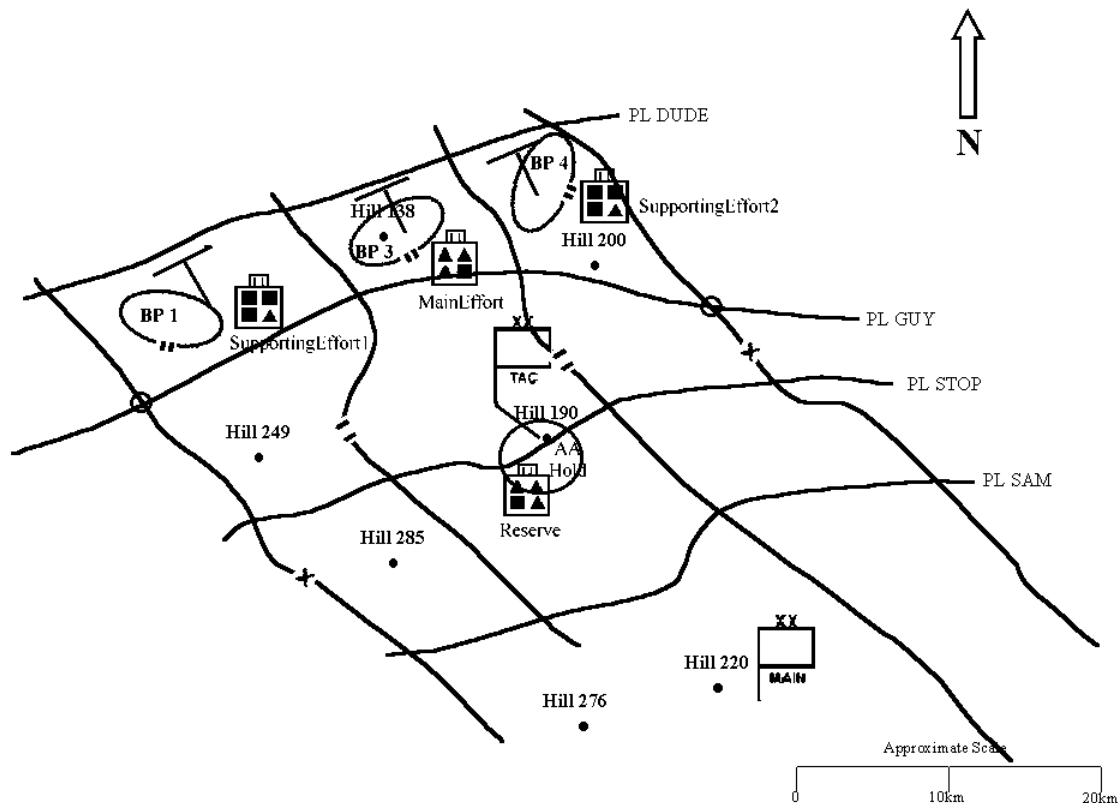 N
PL DUDE
BP 4
SupportingEffort2
Hill 138
BP 3
Hill 200
MainEffort
BP 1
SupportingEffort1
PL GUY
XX
TAC
PL STOP
Hill 190
AA
Hold
Hill 249
PL SAM
Reserve
Hill 285
X
X
XX
MAIN
Hill 220
Hill 276
Approximate Scale
0 10km 20km